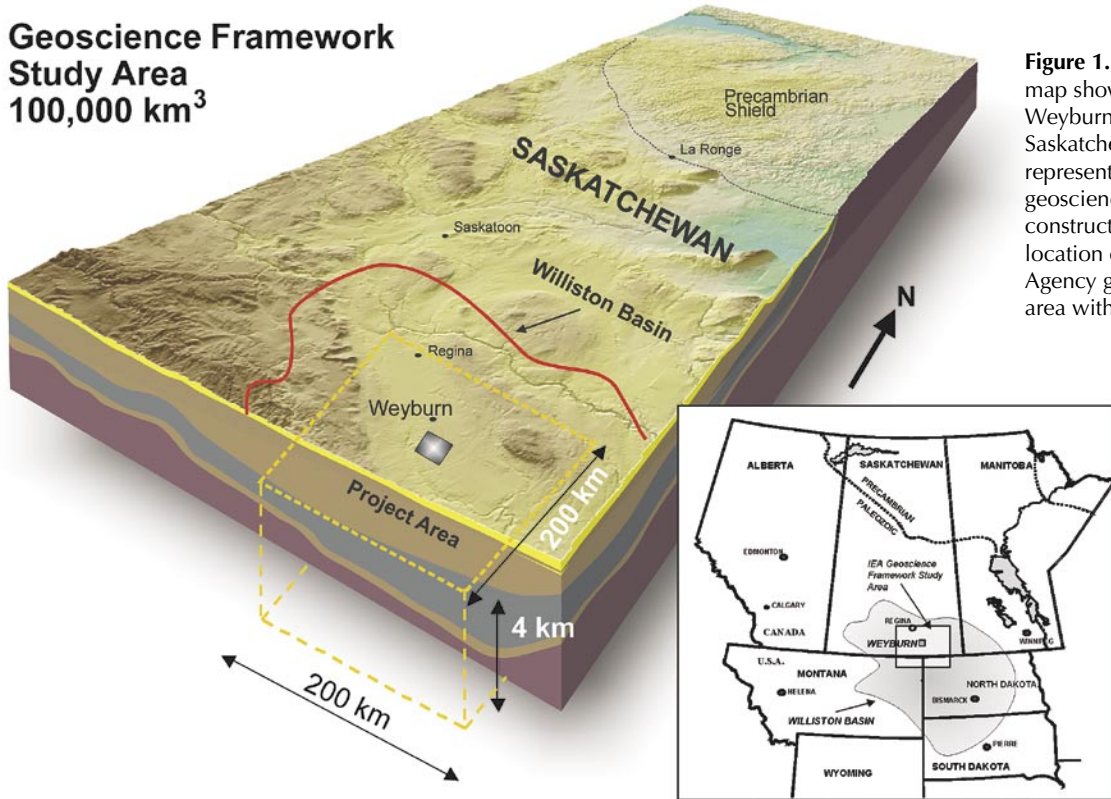 Geoscience Framework
Study Area
100,000 km³
Precambrian
Shield
La Ronge
SASKATCHEWAN
Saskatoon
Williston Basin
Regina
Weyburn
N
Project Area
200 km
4 km
200 km
Figure 1.
map show
Weyburn
Saskatche
represent
geoscienc
construct
location o
Agency g
area with
ALBERTA
SASKATCHEWAN
MANITOBA
PRECAMBRIAN
PALEOZOIC
EDMONTON
IEA Geoscience
Framework Study
Area
CALGARY
REGINA
CANADA
WEYBURN
WINNIPEG
U.S.A.
MONTANA
NORTH DAKOTA
HELENA
BISMARCK
WILLISTON BASIN
PIERRE
SOUTH DAKOTA
WYOMING